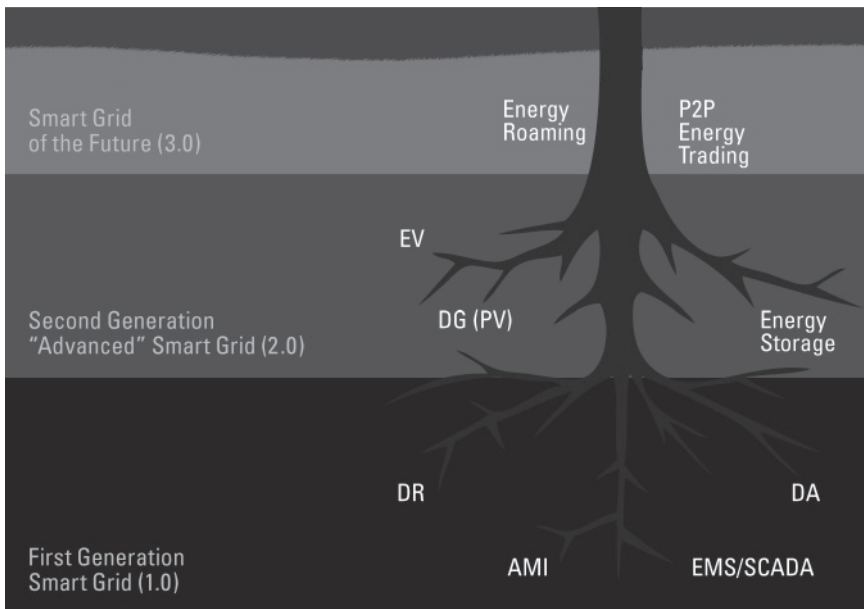 Smart Grid
of the Future (3.0)
Energy
Roaming
P2P
Energy
Trading
EV
Second Generation
“Advanced” Smart Grid (2.0)
DG (PV)
Energy
Storage
DR
DA
First Generation
Smart Grid (1.0)
AMI
EMS/SCADA